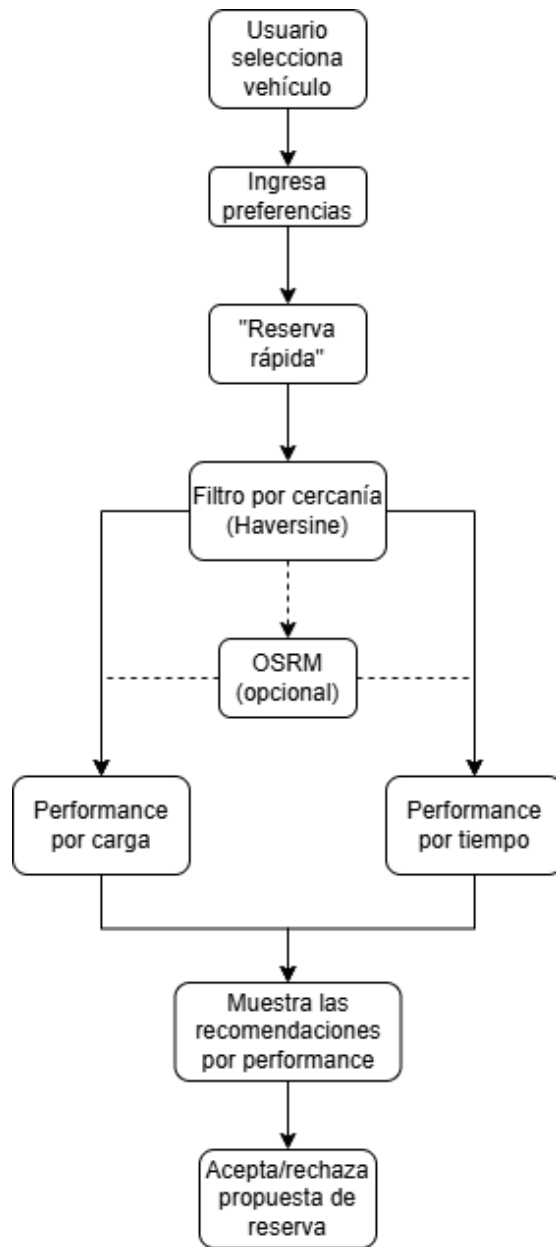 Usuario
selecciona
vehículo
Ingresa
preferencias
"Reserva
rápida"
Filtro por cercanía
(Haversine)
OSRM
(opcional)
Performance
por carga
Performance
por tiempo
Muestra las
recomendaciones
por performance
Acepta/rechaza
propuesta de
reserva